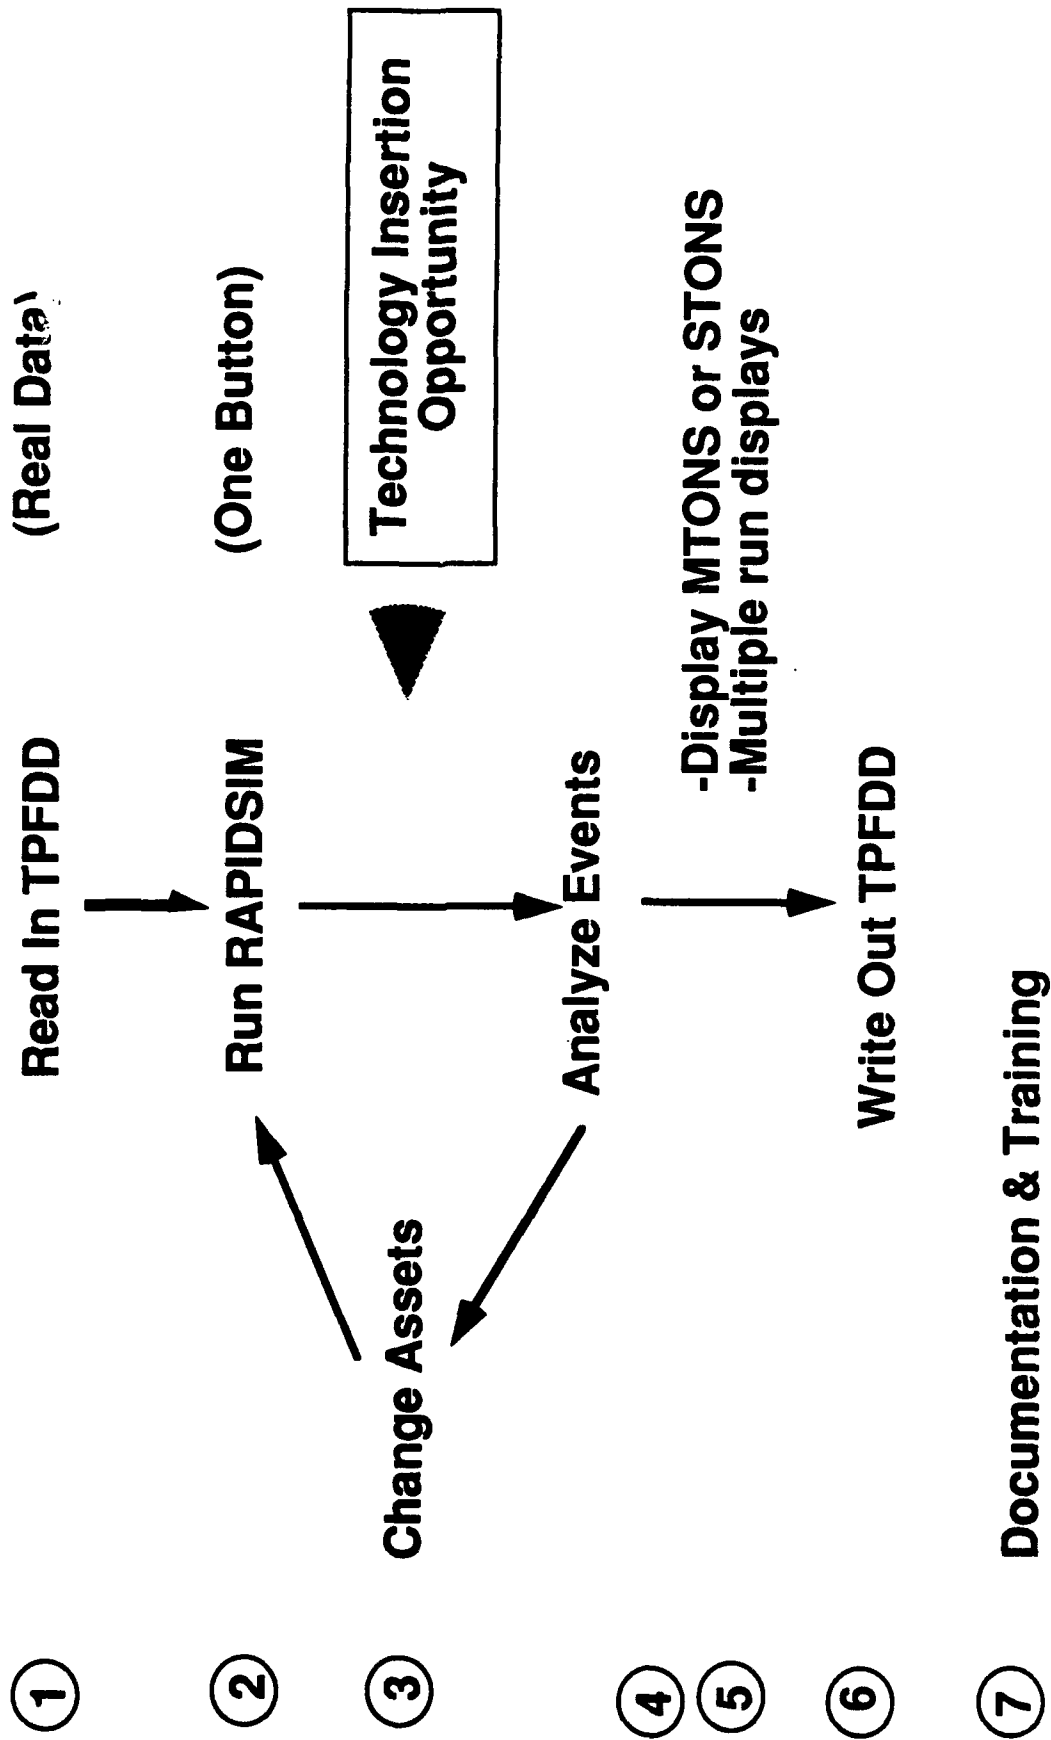 1
Read In TPFDD
(Real Data)
2
Run RAPIDSIM
(One Button)
3
Change Assets
Technology Insertion
Opportunity
Analyze Events
4
-Display MTONS or STONS
5
-Multiple run displays
6
Write Out TPFDD
7
Documentation & Training